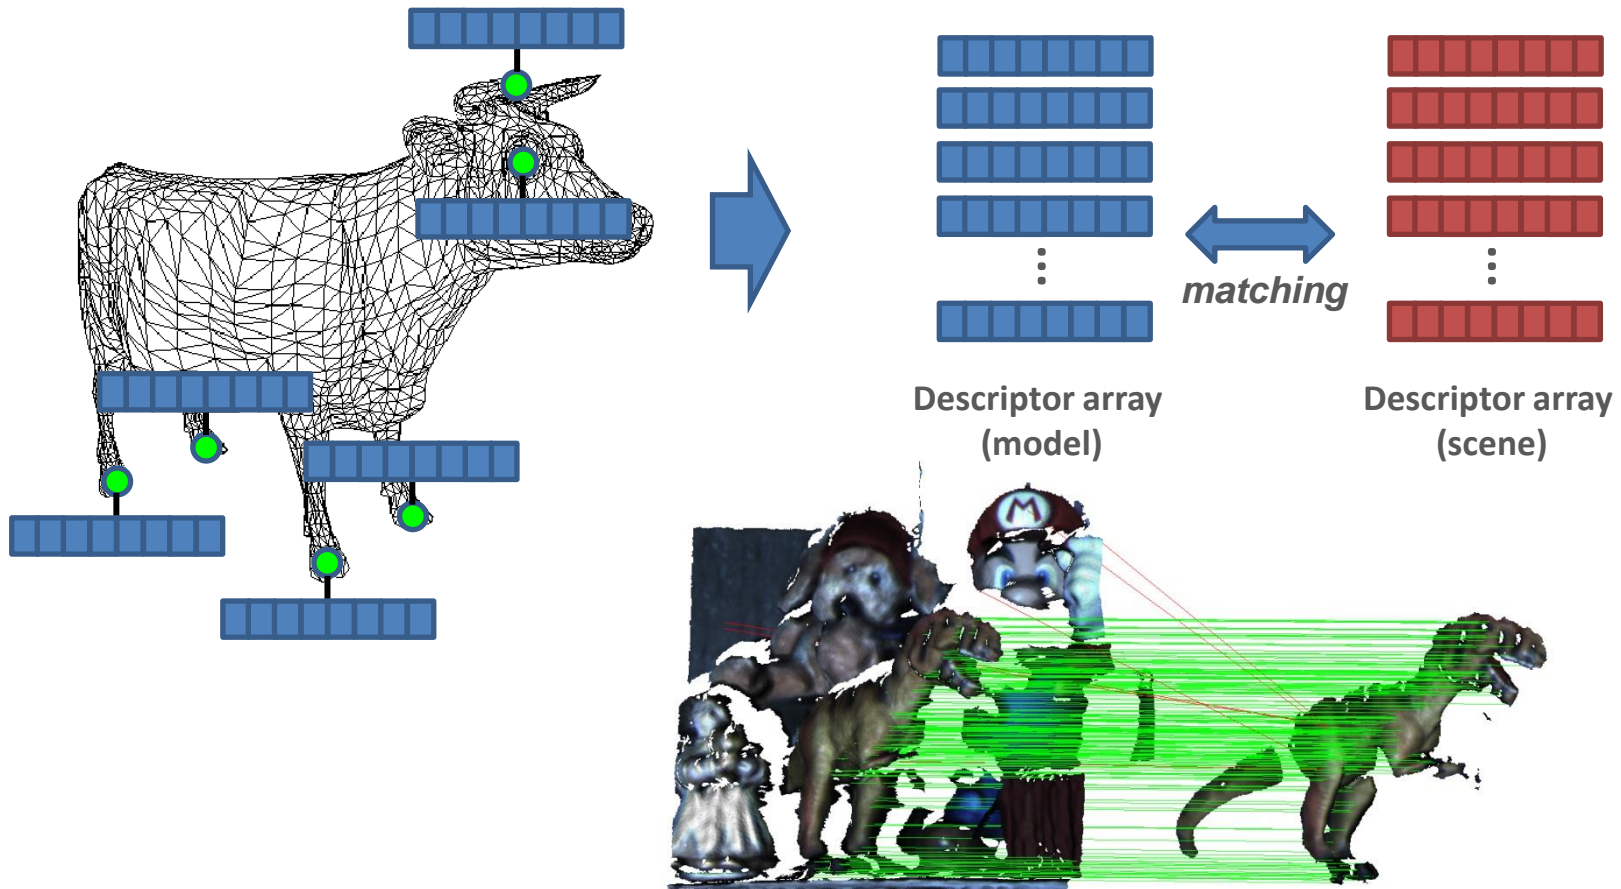 matching
Descriptor array
(model)
Descriptor array
(scene)
M